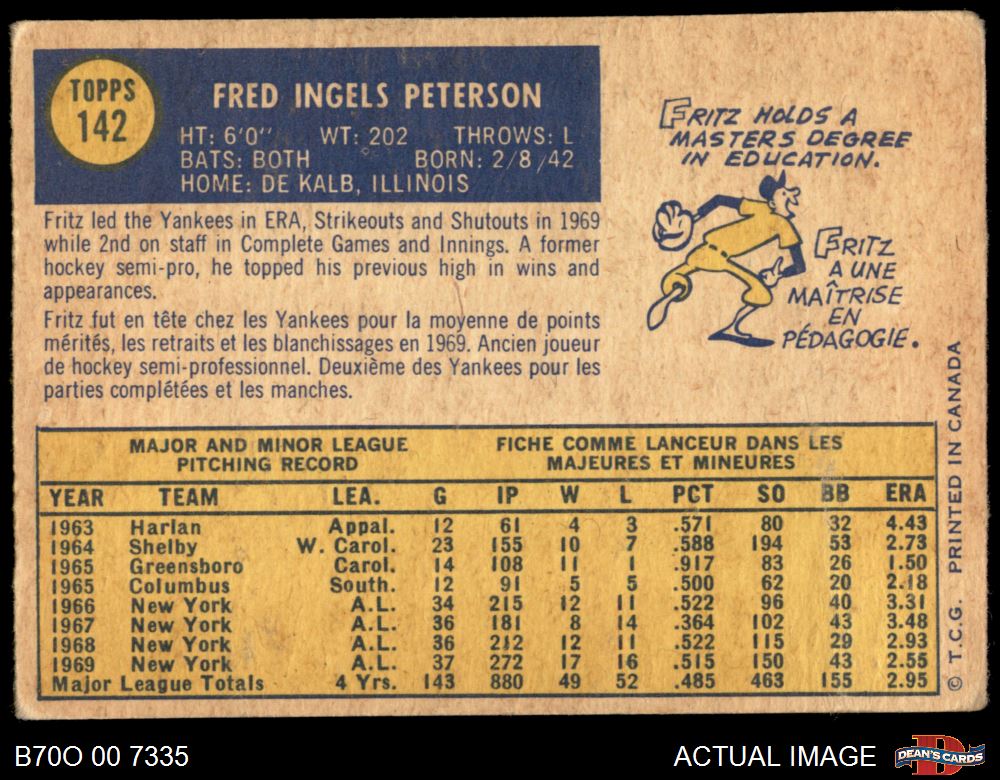 TOPPS
142
FRED INGELS PETERSON
HT: 6'0" WT: 202 THROWS: L
BATS: BOTH BORN: 2/8/42
HOME: DE KALB, ILLINOIS
Fritz led the Yankees in ERA, Strikeouts and Shutouts in 1969
while 2nd on staff in Complete Games and Innings. A former
hockey semi-pro, he topped his previous high in wins and
appearances.
Fritz fut en tête chez les Yankees pour la moyenne de points
mérités, les retraits et les blanchissages en 1969. Ancien joueur
de hockey semi-professionnel. Deuxième des Yankees pour les
parties complétées et les manches.
FRITZ HOLDS A
MASTERS DEGREE
IN EDUCATION.
FRITZ
A UNE
MAÎTRISE
EN
PÉDAGOGIE.
MAJOR AND MINOR LEAGUE
PITCHING RECORD
FICHE COMME LANCEUR DANS LES
MAJEURES ET MINEURES
YEAR TEAM LEA. G IP W L PCT SO BB ERA
1963 Harlan Appal. 12 61 4 3 .571 80 32 4.43
1964 Shelby W. Carol. 23 155 10 7 .588 194 53 2.73
1965 Greensboro Carol. 14 108 11 1 .917 83 26 1.50
1965 Columbus South. 12 91 5 5 .500 62 20 2.18
1966 New York A.L. 34 215 12 11 .522 96 40 3.31
1967 New York A.L. 36 181 8 14 .364 102 43 3.48
1968 New York A.L. 36 212 12 11 .522 115 29 2.93
1969 New York A.L. 37 272 17 16 .515 150 43 2.55
Major League Totals 4 Yrs. 143 880 49 52 .485 463 155 2.95
© T.C.G. PRINTED IN CANADA
B70O 00 7335
ACTUAL IMAGE
DEAN'S CARDS